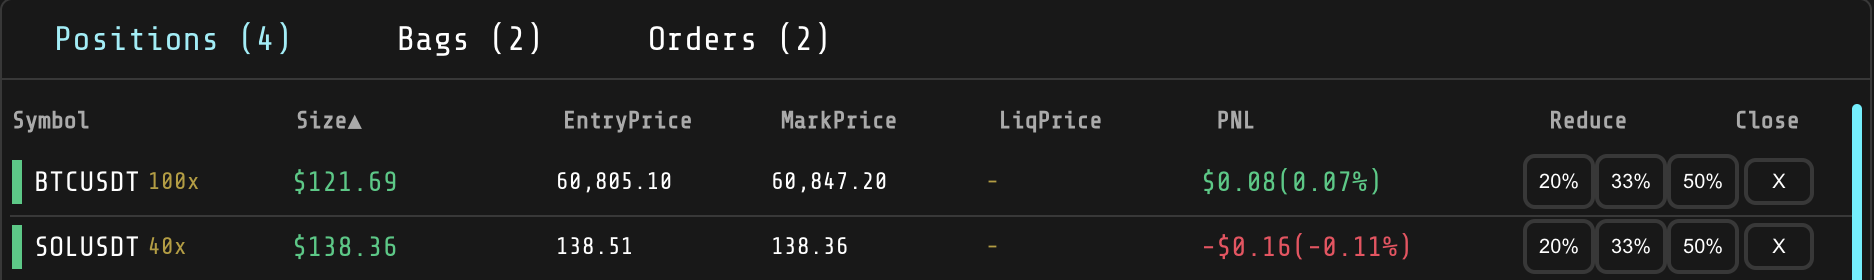 Positions (4) Bags (2) Orders (2)
Symbol Size▲ EntryPrice MarkPrice LiqPrice PNL Reduce Close
BTCUSDT 100x $121.69 60,805.10 60,847.20 - $0.08(0.07%) 20% 33% 50% X
SOLUSDT 40x $138.36 138.51 138.36 - -$0.16(-0.11%) 20% 33% 50% X